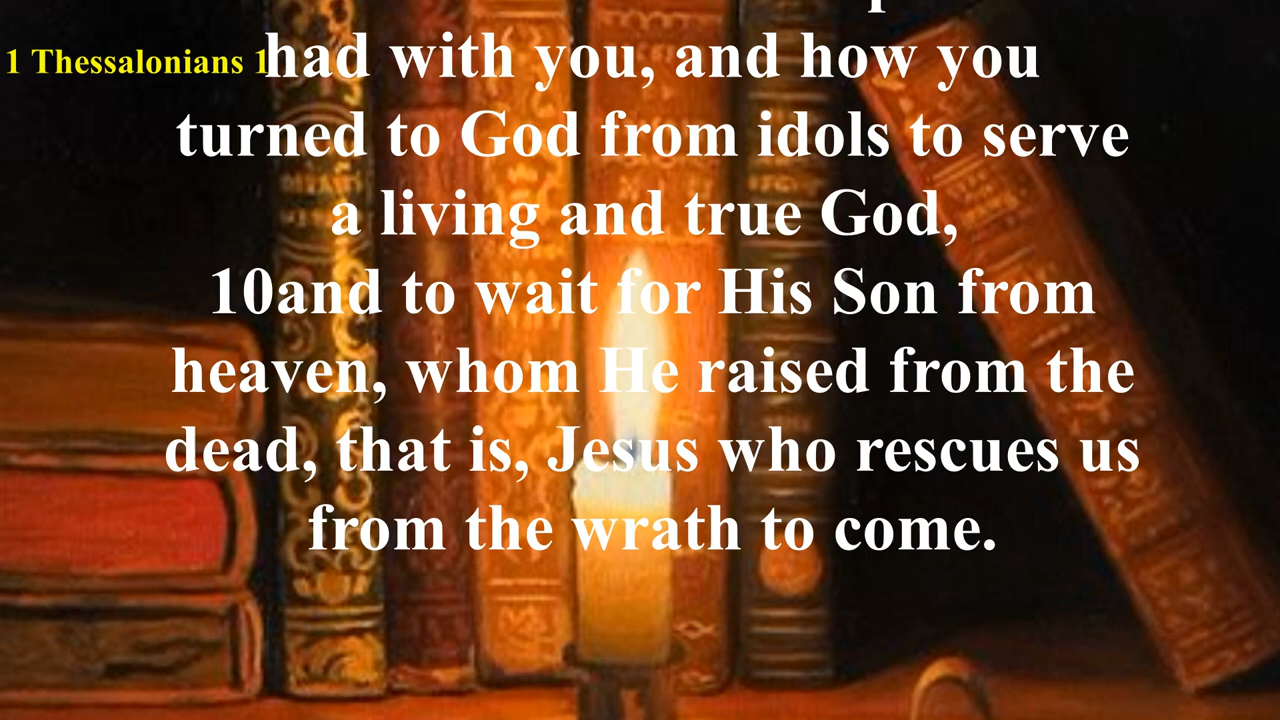 1 Thessalonians 1
had with you, and how you
turned to God from idols to serve
a living and true God,
10and to wait for His Son from
heaven, whom He raised from the
dead, that is, Jesus who rescues us
from the wrath to come.